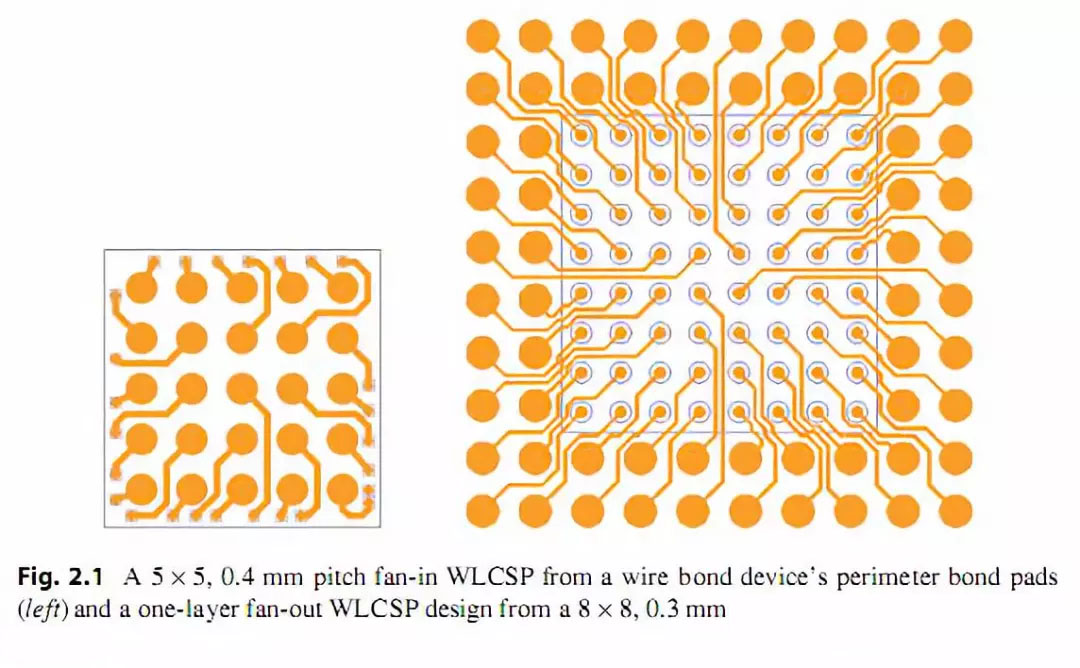 Fig. 2.1 A 5 × 5, 0.4 mm pitch fan-in WLCSP from a wire bond device's perimeter bond pads
(left) and a one-layer fan-out WLCSP design from a 8 × 8, 0.3 mm